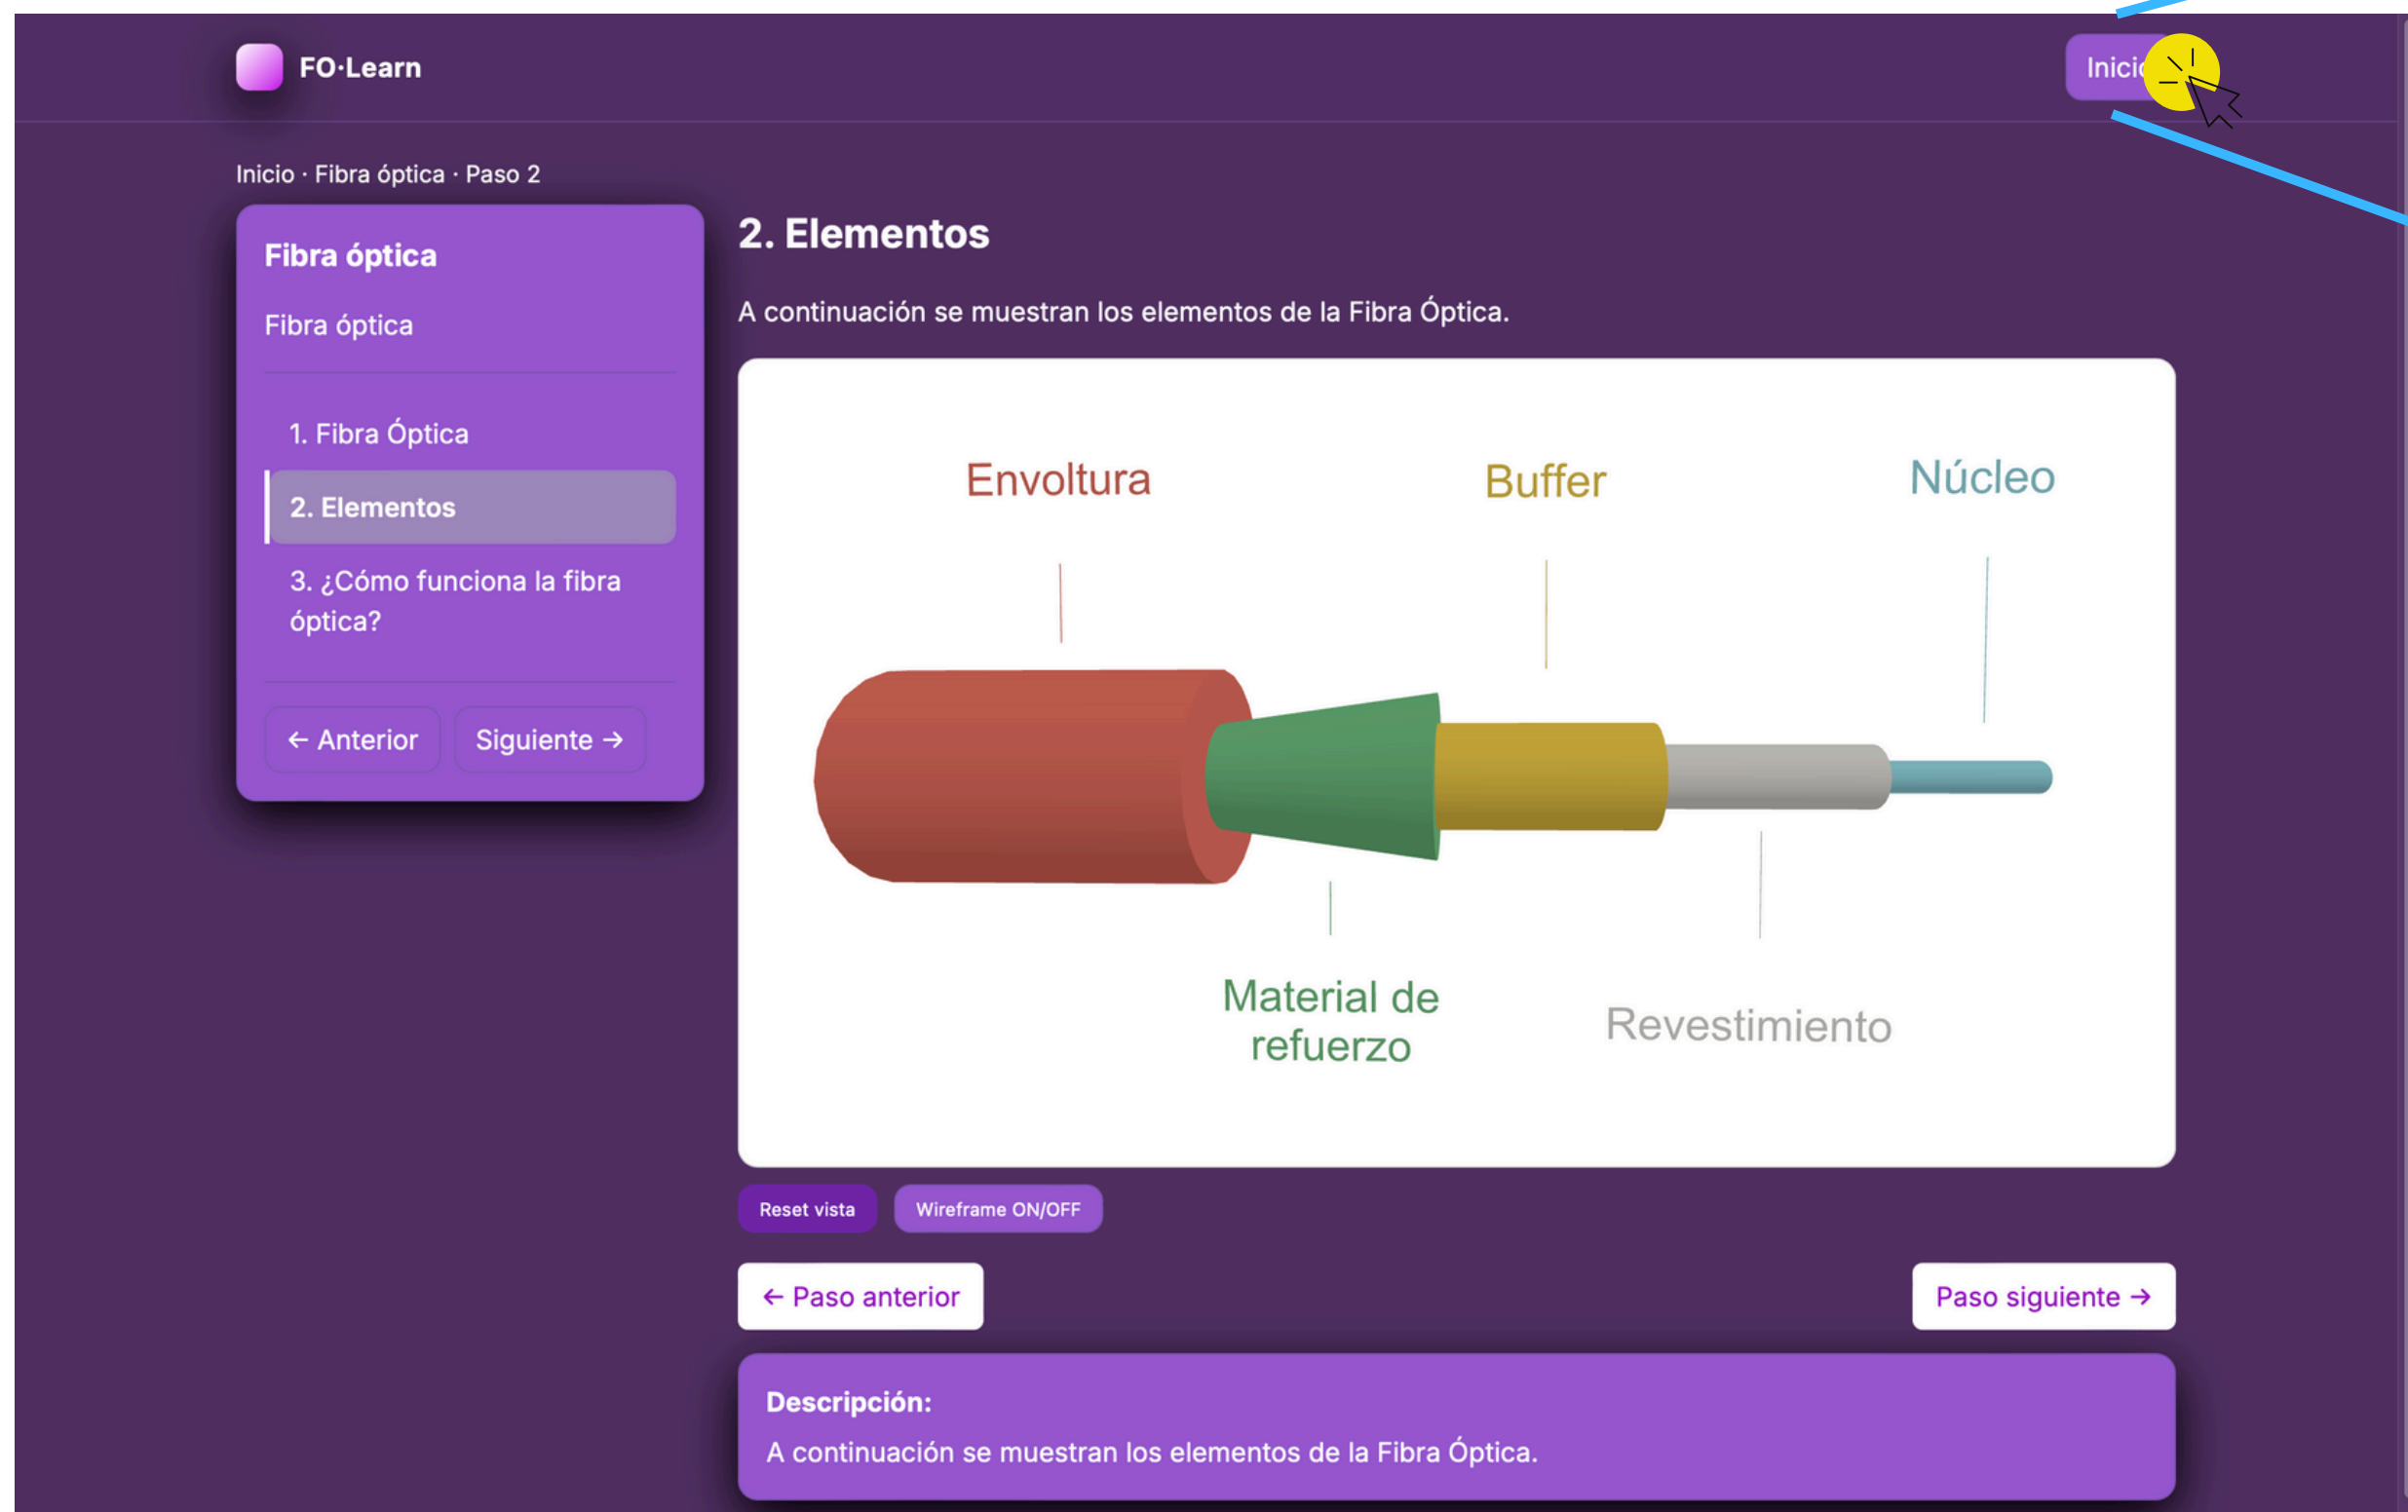 FO·Learn
Inicio
Inicio · Fibra óptica · Paso 2
Fibra óptica
Fibra óptica
1. Fibra Óptica
2. Elementos
3. ¿Cómo funciona la fibra
óptica?
← Anterior
Siguiente →
2. Elementos
A continuación se muestran los elementos de la Fibra Óptica.
Envoltura
Buffer
Núcleo
Material de
refuerzo
Revestimiento
Reset vista
Wireframe ON/OFF
← Paso anterior
Paso siguiente →
Descripción:
A continuación se muestran los elementos de la Fibra Óptica.